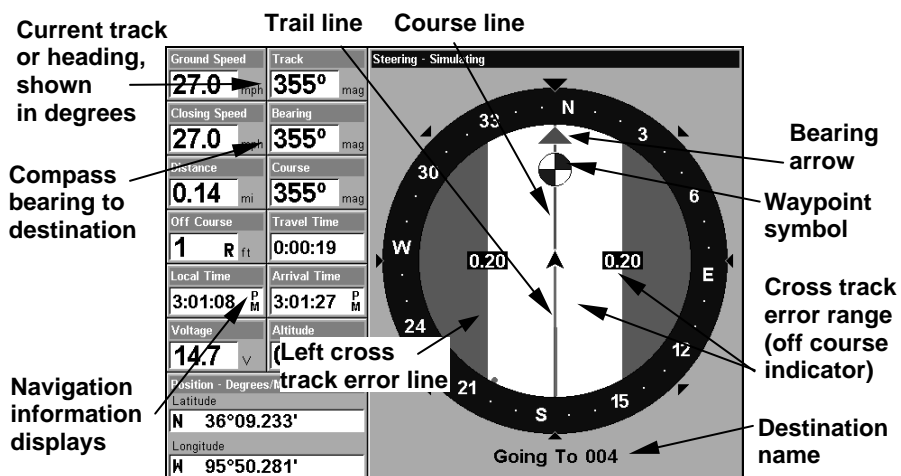 Current track
or heading,
shown
in degrees
Trail line
Course line
Compass
bearing to
destination
Navigation
information
displays
Ground Speed
27.0 mph
Track
355° mag
Closing Speed
27.0 mph
Bearing
355° mag
Distance
0.14 mi
Course
355° mag
Off Course
1 R ft
Travel Time
0:00:19
Local Time
3:01:08 PM
Arrival Time
3:01:27 PM
Voltage
14.7 V
Altitude
Position - Degrees/M
Latitude
N 36°09.233'
Longitude
W 95°50.281'
Steering - Simulating
N
33
3
30
6
W
E
0.20
0.20
24
12
21
15
S
Going To 004
Left cross
track error line
Bearing
arrow
Waypoint
symbol
Cross track
error range
(off course
indicator)
Destination
name